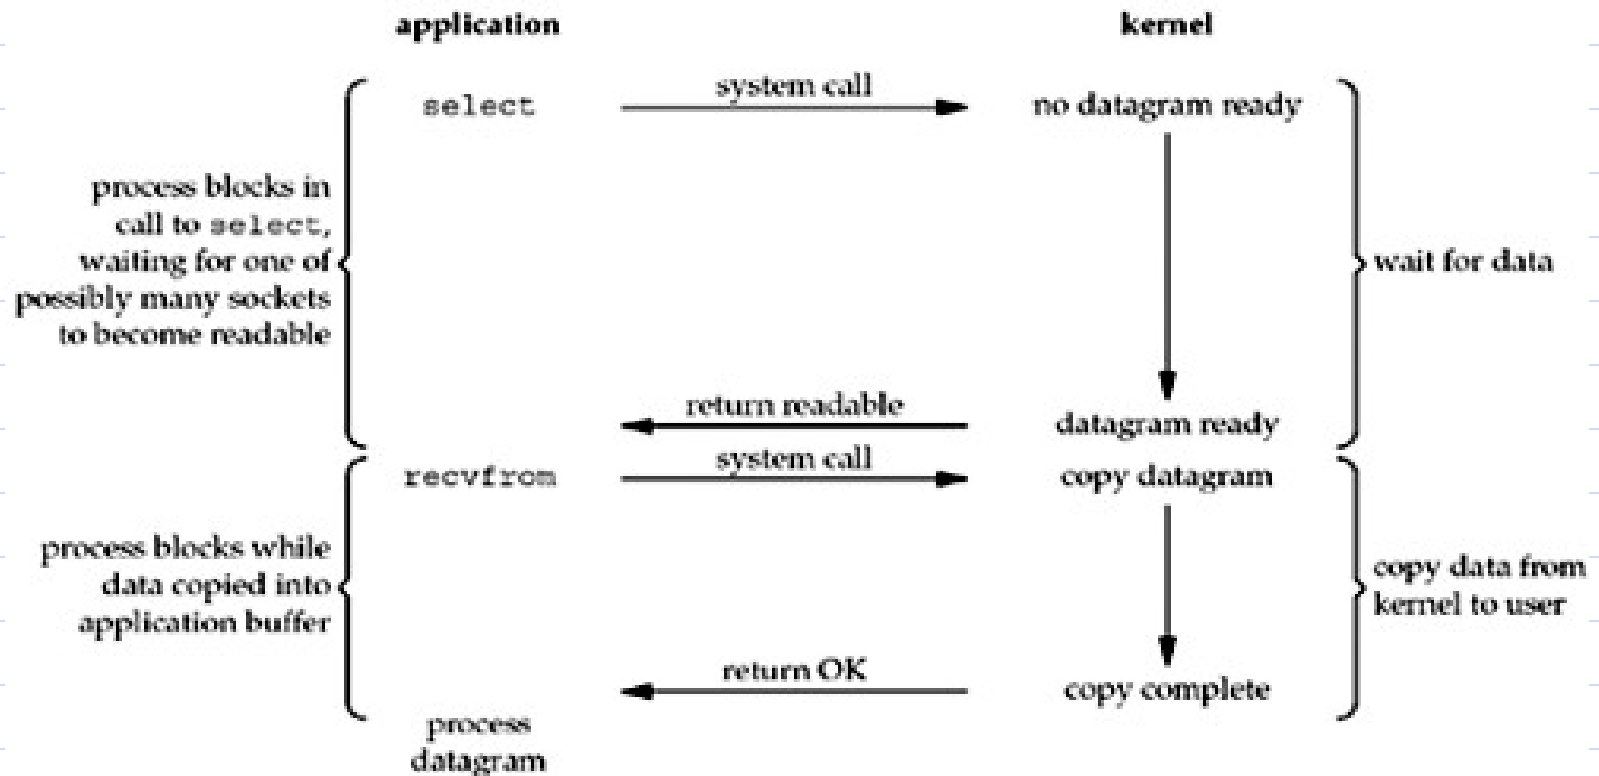 application
kernel
select
system call
no datagram ready
process blocks in
call to select,
waiting for one of
possibly many sockets
to become readable
wait for data
return readable
datagram ready
recvfrom
system call
copy datagram
process blocks while
data copied into
application buffer
copy data from
kernel to user
return OK
copy complete
process
datagram